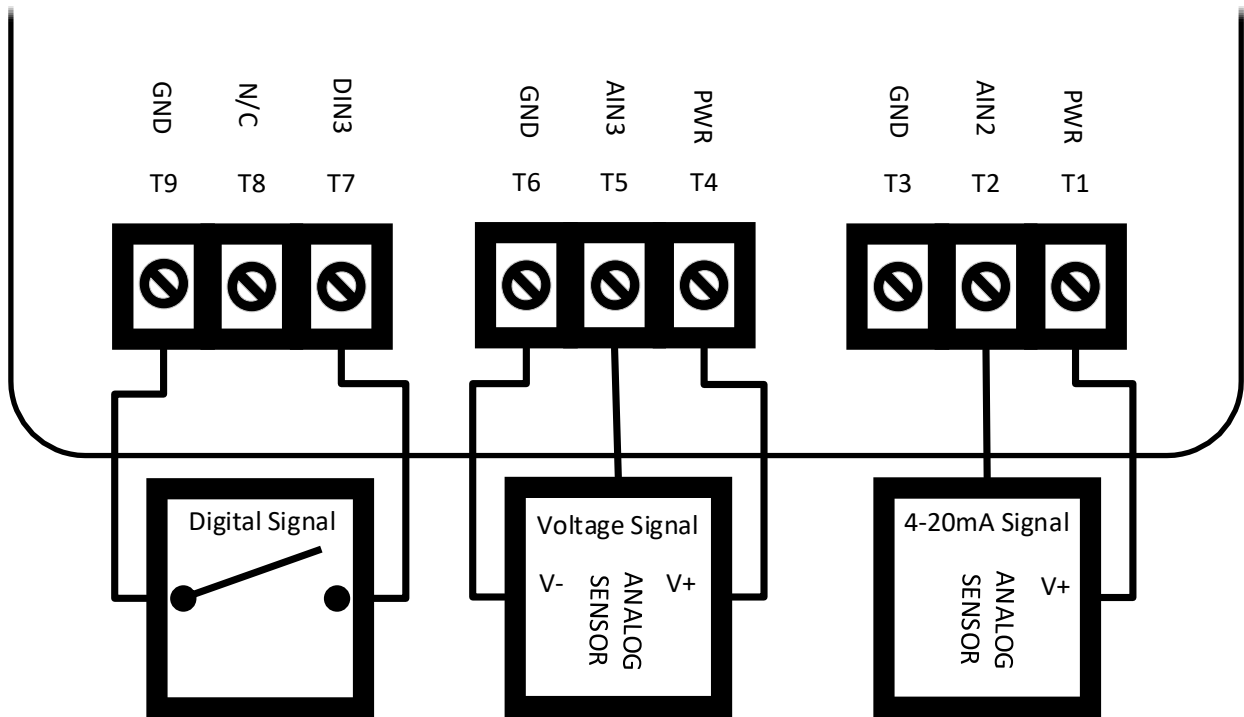 GND N/C DIN3 GND AIN3 PWR GND AIN2 PWR
T9 T8 T7 T6 T5 T4 T3 T2 T1
Digital Signal
Voltage Signal
V-
ANALOG
SENSOR
V+
4-20mA Signal
ANALOG
SENSOR
V+